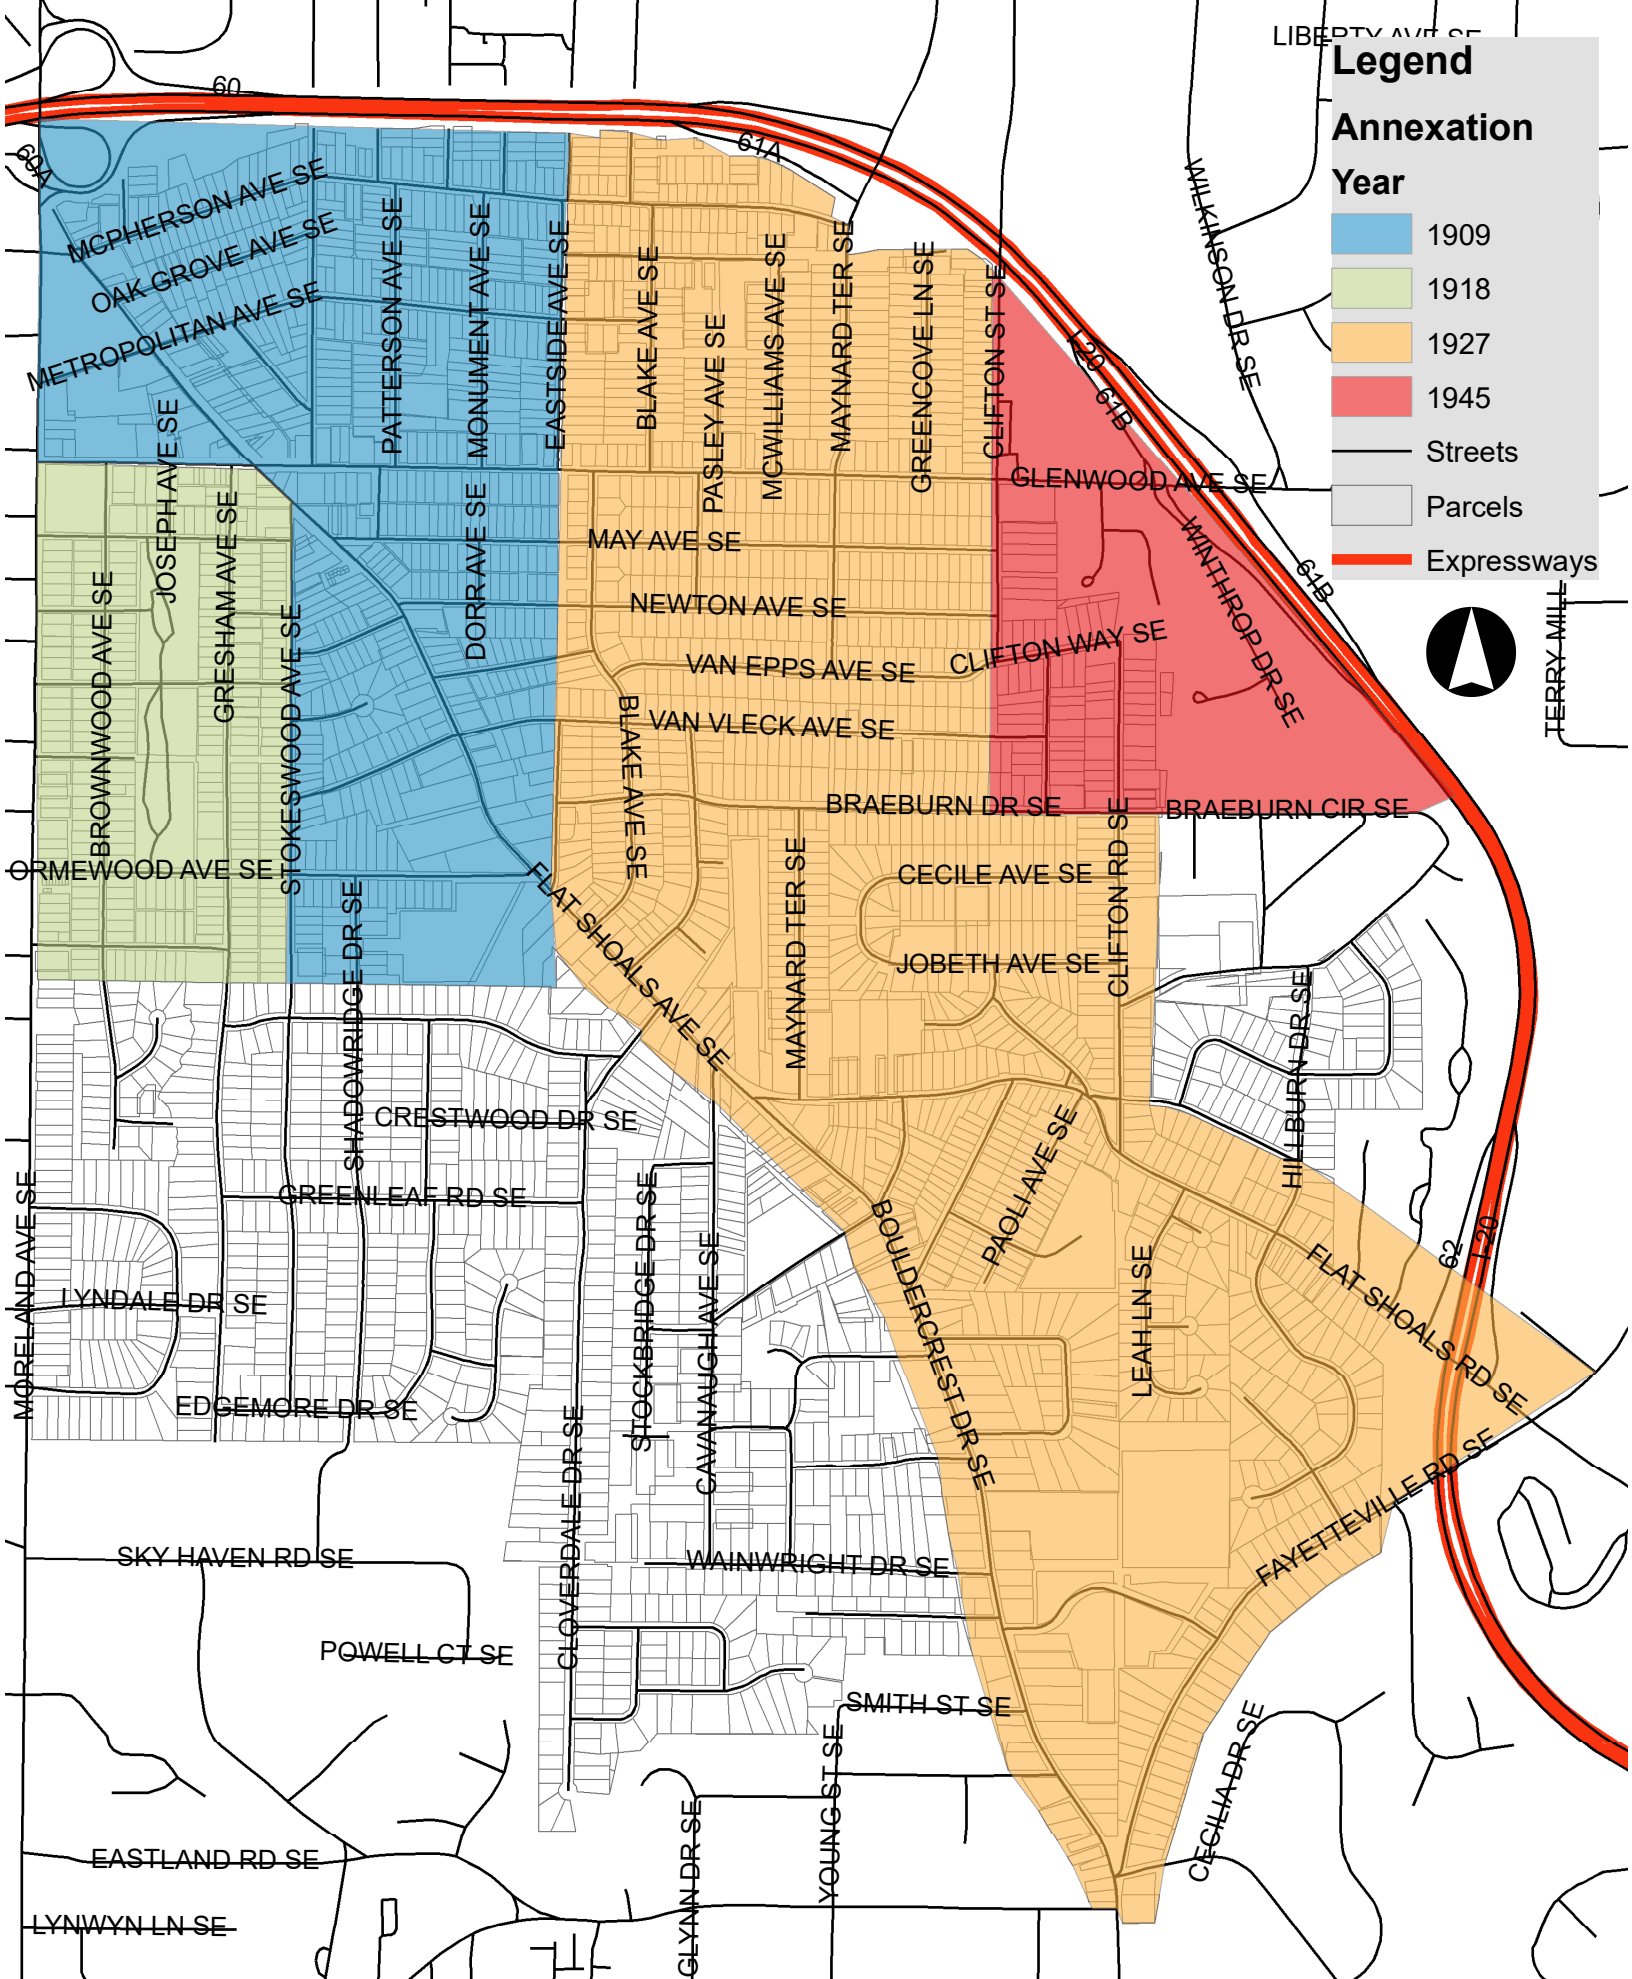 LIBERTY AVE SE
Legend
Annexation
Year
1909
1918
1927
1945
Streets
Parcels
Expressways
60
60A
61A
MCPHERSON AVE SE
OAK GROVE AVE SE
METROPOLITAN AVE SE
PATTERSON AVE SE
MONUMENT AVE SE
EASTSIDE AVE SE
BLAKE AVE SE
PASLEY AVE SE
MCWILLIAMS AVE SE
MAYNARD TER SE
GREENCOVE LN SE
CLIFTON ST SE
I-20
61B
WILKINSON DR SE
GLENWOOD AVE SE
JOSEPH AVE SE
GRESHAM AVE SE
BROWNWOOD AVE SE
STOKESWOOD AVE SE
DORR AVE SE
MAY AVE SE
NEWTON AVE SE
VAN EPPS AVE SE
VAN VLECK AVE SE
CLIFTON WAY SE
WINTHROP DR SE
61B
TERRY MILL
BLAKE AVE SE
BRAEBURN DR SE
BRAEBURN CIR SE
ORMEWOOD AVE SE
FLAT SHOALS AVE SE
CECILE AVE SE
CLIFTON RD SE
MAYNARD TER SE
JOBETH AVE SE
SHADOWRIDGE DR SE
HILBURN DR SE
CRESTWOOD DR SE
GREENLEAF RD SE
PAOLI AVE SE
MORELAND AVE SE
LYNDALE DR SE
STOCKBRIDGE DR SE
CAVANAUGH AVE SE
BOULDERCREST DR SE
LEAH LN SE
62
I-20
FLAT SHOALS RD SE
EDGEMORE DR SE
CLOVERDALE DR SE
FAYETTEVILLE RD SE
SKY HAVEN RD SE
WAINWRIGHT DR SE
POWELL CT SE
SMITH ST SE
YOUNG ST SE
CECILIA DR SE
GLYNN DR SE
EASTLAND RD SE
LYNWYN LN SE